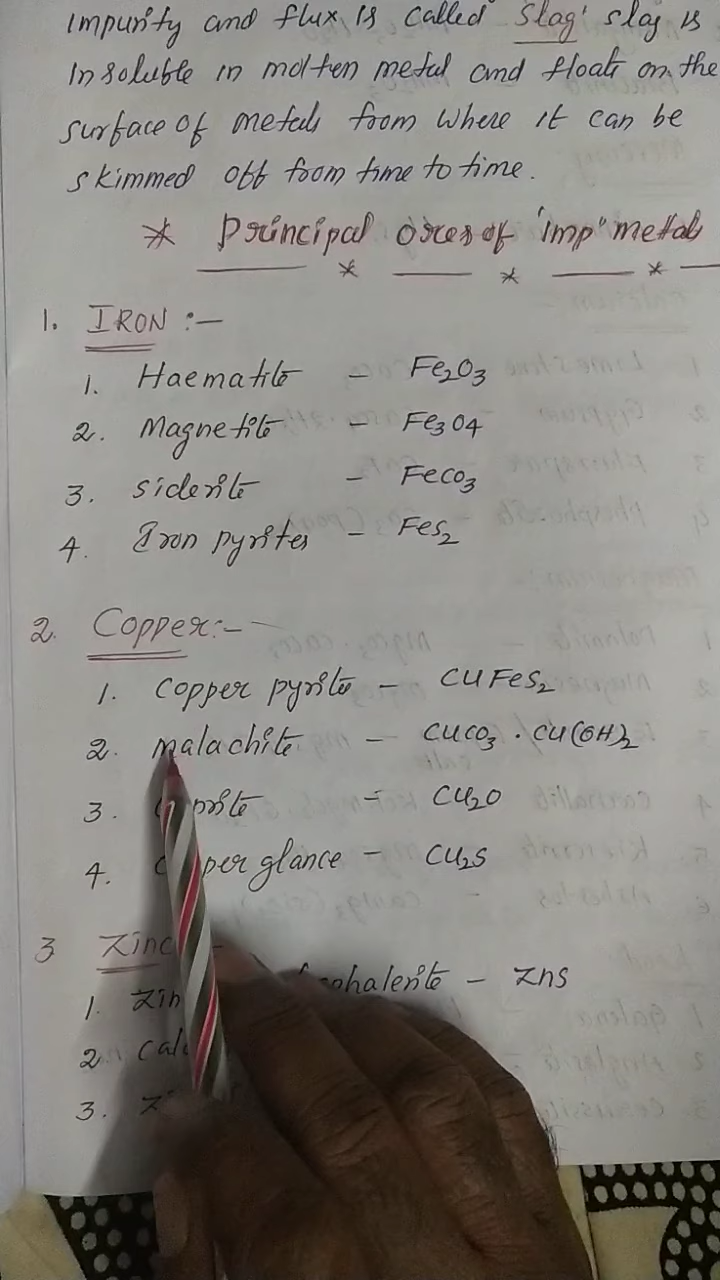 Impurity and flux is called 'Slag' slag is
Insoluble in molten metal and floats on the
surface of metals from where it can be
skimmed off from time to time.
* Principal ores of 'imp" metals
* * *
1. IRON :-
1. Haematite - Fe2O3
2. Magnetite - Fe3O4
3. Siderite - FeCO3
4. Iron pyrites - FeS2
2. Copper:-
1. Copper pyrite - CuFeS2
2. malachite - CuCO3 . Cu(OH)2
3. - Cu2O
4. glance - Cu2S
3 Zinc -
1. - ZnS
2
3.